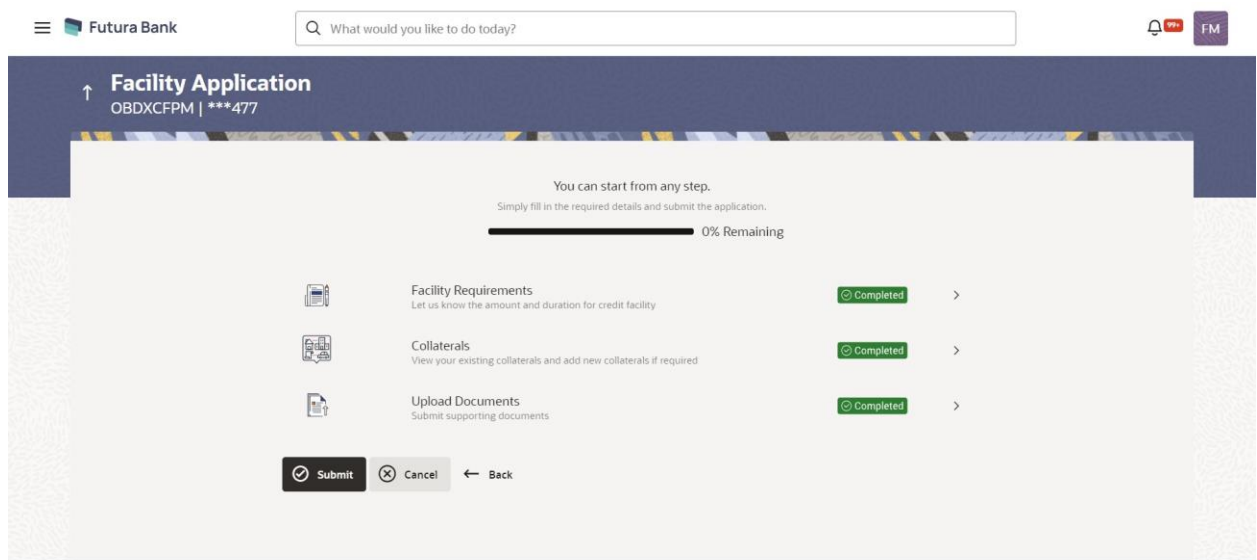 Futura Bank
What would you like to do today?
99+
FM
Facility Application
OBDXCFPM | ***477
You can start from any step.
Simply fill in the required details and submit the application.
0% Remaining
Facility Requirements
Let us know the amount and duration for credit facility
Completed
Collaterals
View your existing collaterals and add new collaterals if required
Completed
Upload Documents
Submit supporting documents
Completed
Submit
Cancel
Back